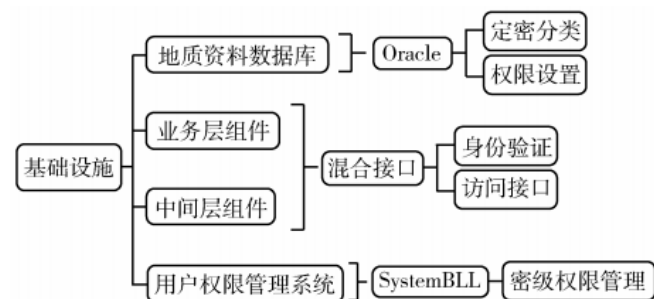 基础设施
地质资料数据库
Oracle
定密分类
权限设置
业务层组件
中间层组件
混合接口
身份验证
访问接口
用户权限管理系统
SystemBLL
密级权限管理